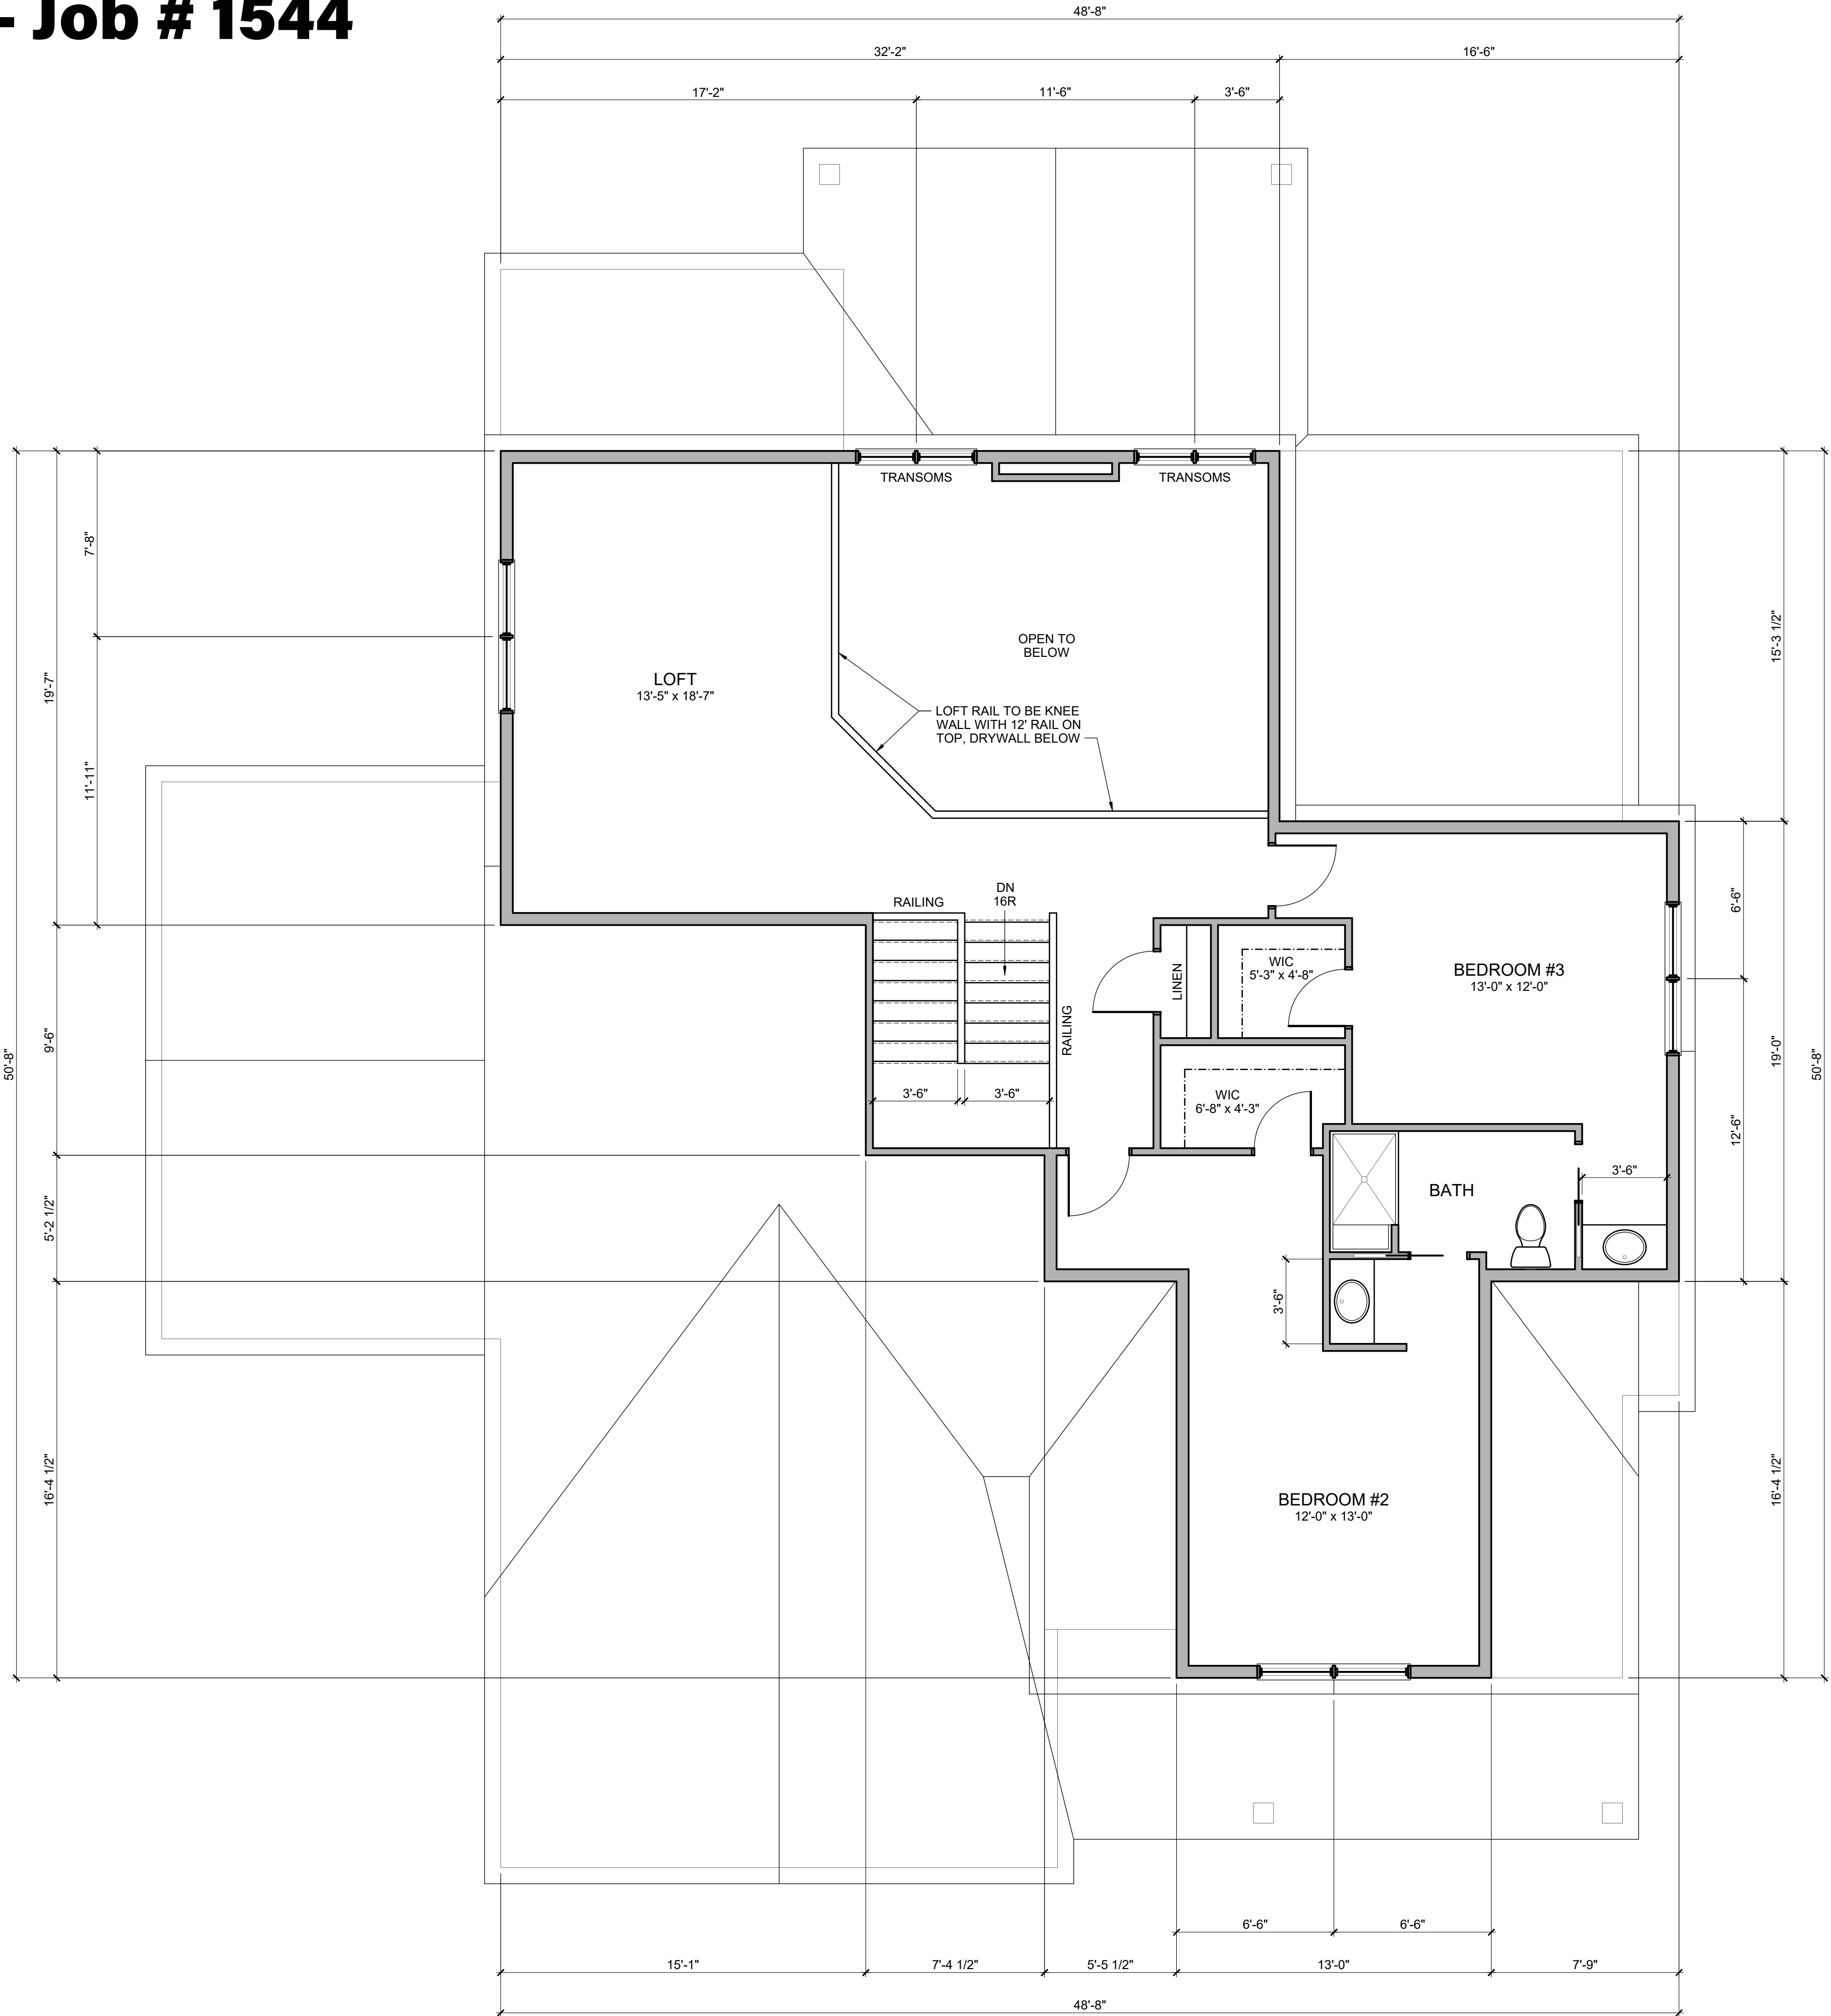 - Job # 1544
48'-8"
32'-2"
16'-6"
17'-2"
11'-6"
3'-6"
TRANSOMS
TRANSOMS
7'-8"
19'-7"
11'-11"
15'-3 1/2"
OPEN TO
BELOW
LOFT
13'-5" x 18'-7"
LOFT RAIL TO BE KNEE
WALL WITH 12' RAIL ON
TOP, DRYWALL BELOW
RAILING
DN
16R
6'-6"
LINEN
WIC
5'-3" x 4'-8"
BEDROOM #3
13'-0" x 12'-0"
RAILING
50'-8"
9'-6"
19'-0"
50'-8"
3'-6"
3'-6"
WIC
6'-8" x 4'-3"
12'-6"
5'-2 1/2"
BATH
3'-6"
3'-6"
16'-4 1/2"
16'-4 1/2"
BEDROOM #2
12'-0" x 13'-0"
6'-6"
6'-6"
15'-1"
7'-4 1/2"
5'-5 1/2"
13'-0"
7'-9"
48'-8"